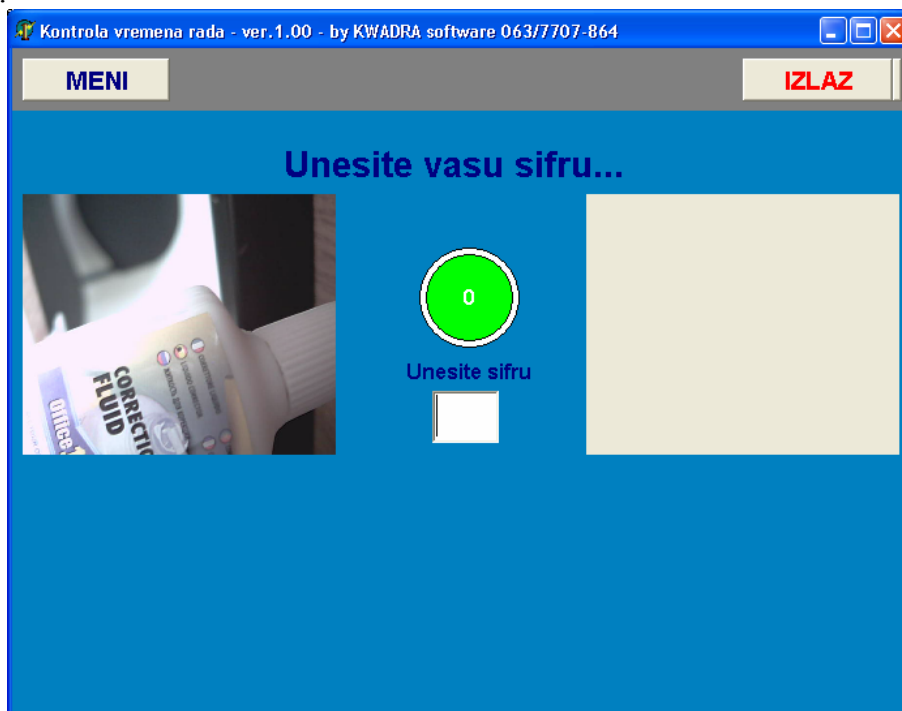 Kontrola vremena rada - ver.1.00 - by KWADRA software 063/7707-864
MENI
IZLAZ
Unesite vasu sifru...
0
Unesite sifru
CORRECTION
FLUID
Office